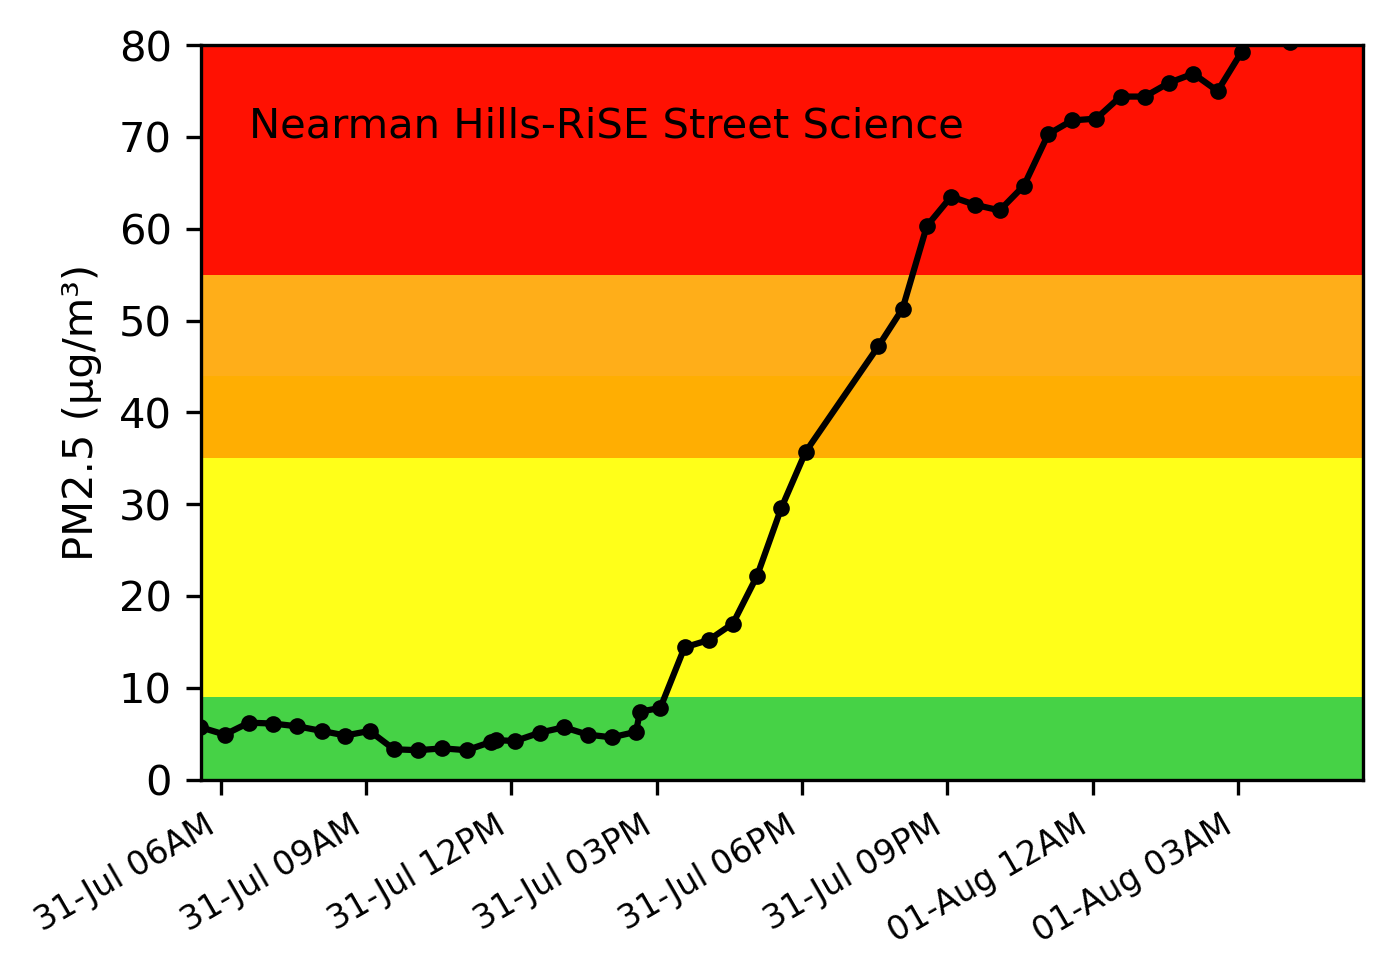 80
Nearman Hills-RiSE Street Science
70
60
50
40
30
20
10
0
PM2.5 (µg/m³)
31-Jul 06AM
31-Jul 09AM
31-Jul 12PM
31-Jul 03PM
31-Jul 06PM
31-Jul 09PM
01-Aug 12AM
01-Aug 03AM